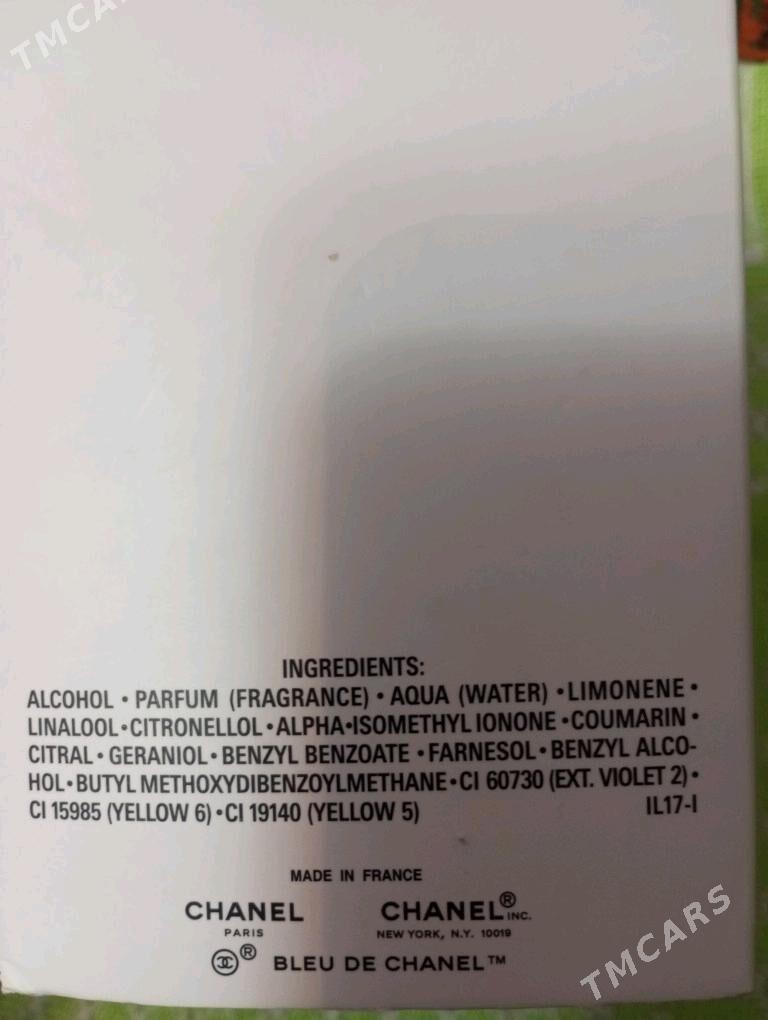 TMCARS
INGREDIENTS:
ALCOHOL • PARFUM (FRAGRANCE) • AQUA (WATER) • LIMONENE •
LINALOOL • CITRONELLOL • ALPHA•ISOMETHYL IONONE • COUMARIN •
CITRAL • GERANIOL • BENZYL BENZOATE • FARNESOL • BENZYL ALCO-
HOL • BUTYL METHOXYDIBENZOYLMETHANE • CI 60730 (EXT. VIOLET 2) •
CI 15985 (YELLOW 6) • CI 19140 (YELLOW 5) IL17-I
MADE IN FRANCE
CHANEL CHANEL® INC.
PARIS NEW YORK, N.Y. 10019
® BLEU DE CHANEL™
TMCARS